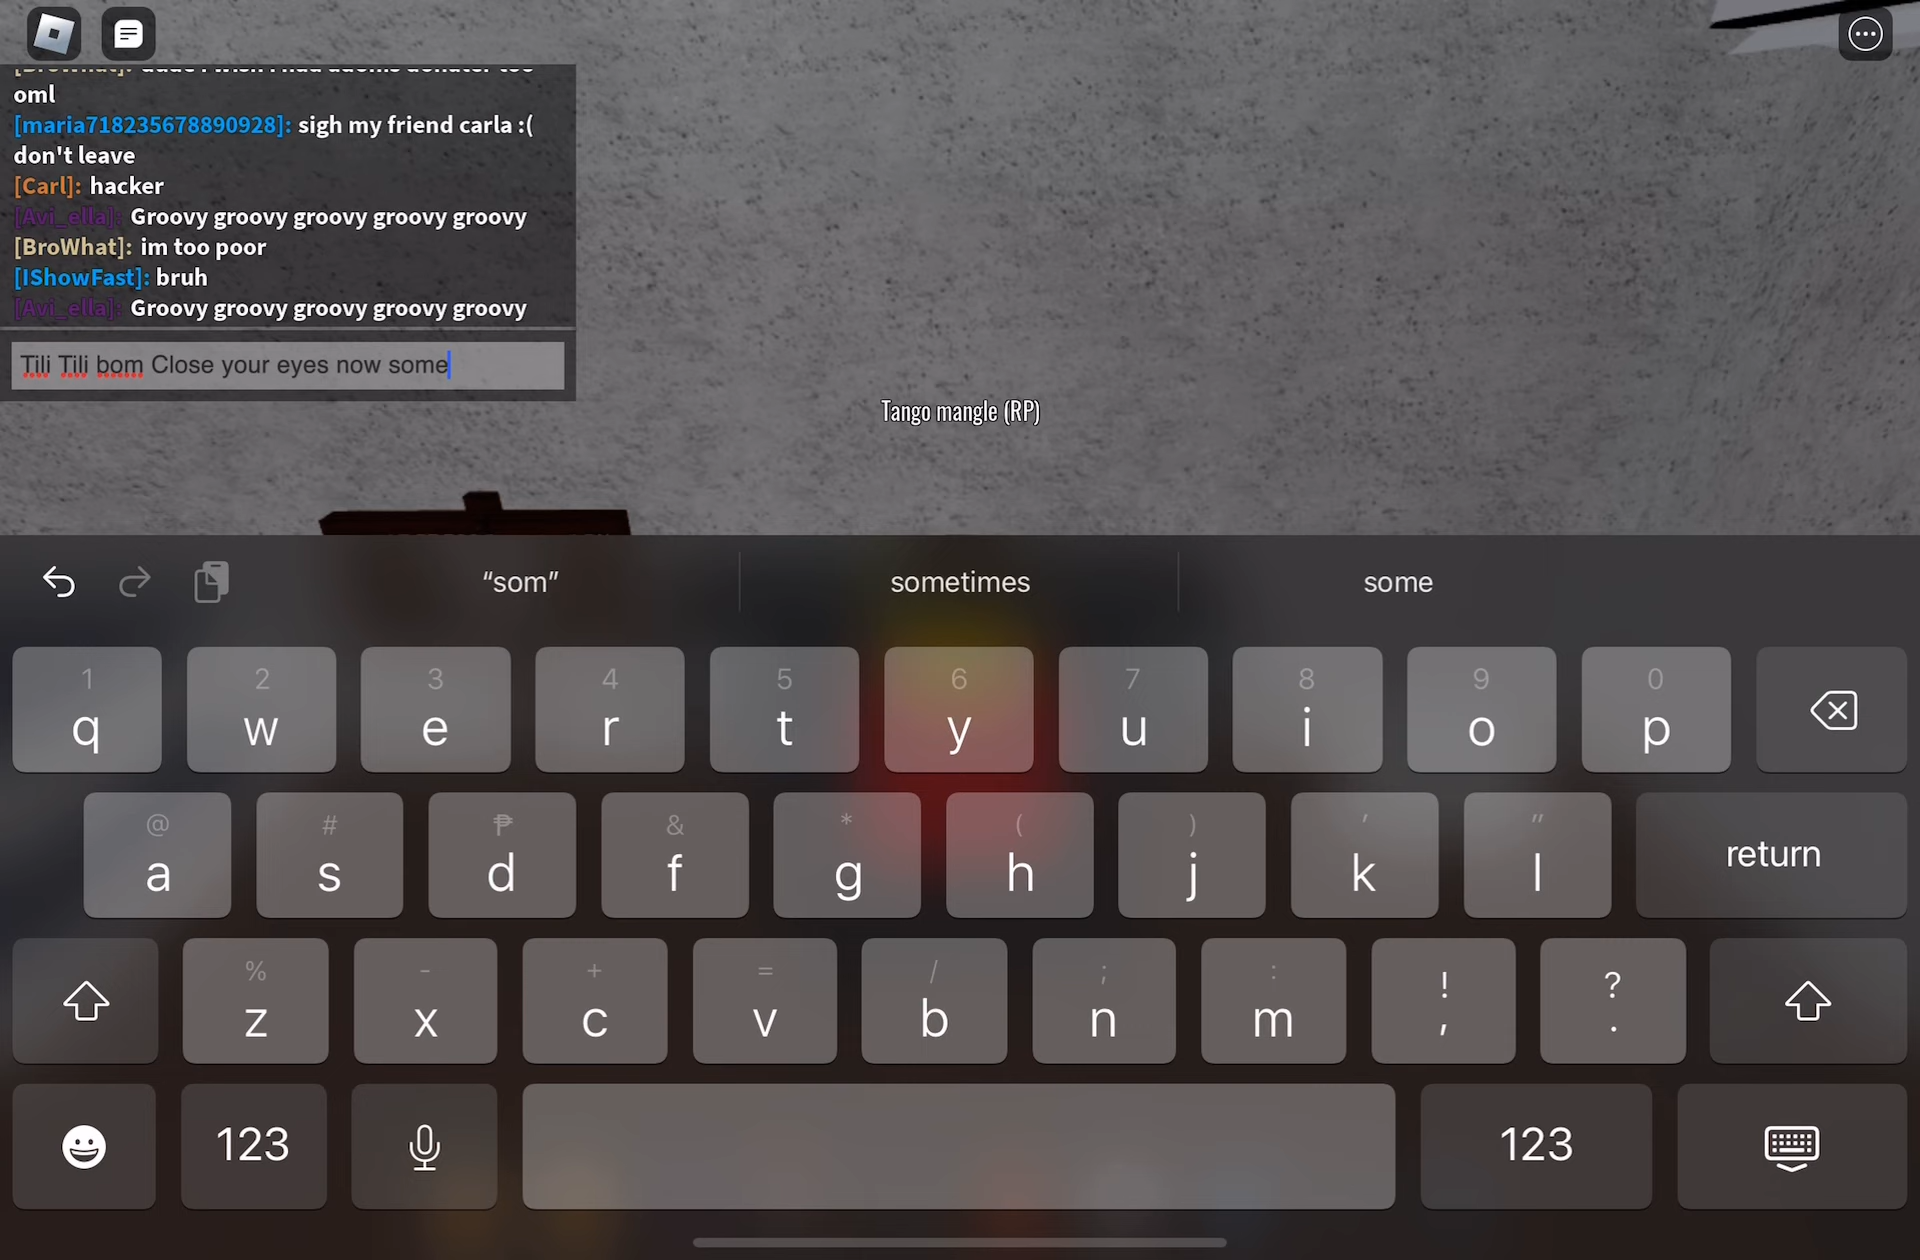 oml
[maria718235678890928]: sigh my friend carla :(
don't leave
[Carl]: hacker
[Avi_ella]: Groovy groovy groovy groovy groovy
[BroWhat]: im too poor
[IShowFast]: bruh
[Avi_ella]: Groovy groovy groovy groovy groovy
Tili Tili bom Close your eyes now some
Tango mangle (RP)
“som” sometimes some
1 2 3 4 5 6 7 8 9 0
q w e r t y u i o p
@ # ₱ & * ( ) ' "
a s d f g h j k l return
% - + = / ; : ! ?
z x c v b n m , .
123 123